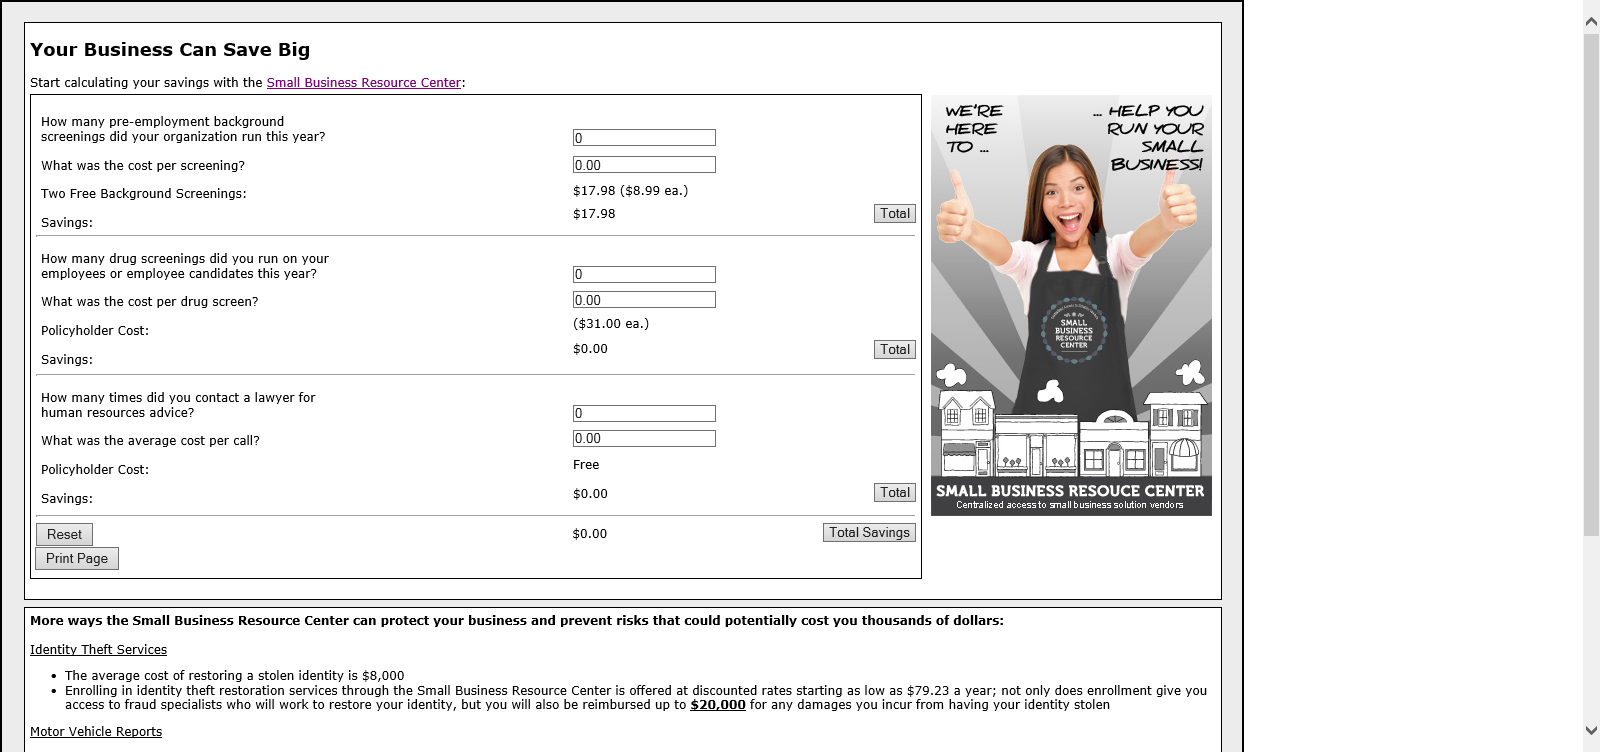 Your Business Can Save Big
Start calculating your savings with the Small Business Resource Center:
How many pre-employment background
screenings did your organization run this year?
0
What was the cost per screening?
0.00
Two Free Background Screenings:
$17.98 ($8.99 ea.)
Savings:
$17.98
Total
How many drug screenings did you run on your
employees or employee candidates this year?
0
What was the cost per drug screen?
0.00
Policyholder Cost:
($31.00 ea.)
Savings:
$0.00
Total
How many times did you contact a lawyer for
human resources advice?
0
What was the average cost per call?
0.00
Policyholder Cost:
Free
Savings:
$0.00
Total
Reset
$0.00
Total Savings
Print Page
WE'RE
HERE
TO ...
... HELP YOU
RUN YOUR
SMALL
BUSINESS!
SMALL
BUSINESS
RESOURCE
CENTER
SMALL BUSINESS RESOUCE CENTER
Centralized access to small business solution vendors
More ways the Small Business Resource Center can protect your business and prevent risks that could potentially cost you thousands of dollars:
Identity Theft Services
• The average cost of restoring a stolen identity is $8,000
• Enrolling in identity theft restoration services through the Small Business Resource Center is offered at discounted rates starting as low as $79.23 a year; not only does enrollment give you
access to fraud specialists who will work to restore your identity, but you will also be reimbursed up to $20,000 for any damages you incur from having your identity stolen
Motor Vehicle Reports